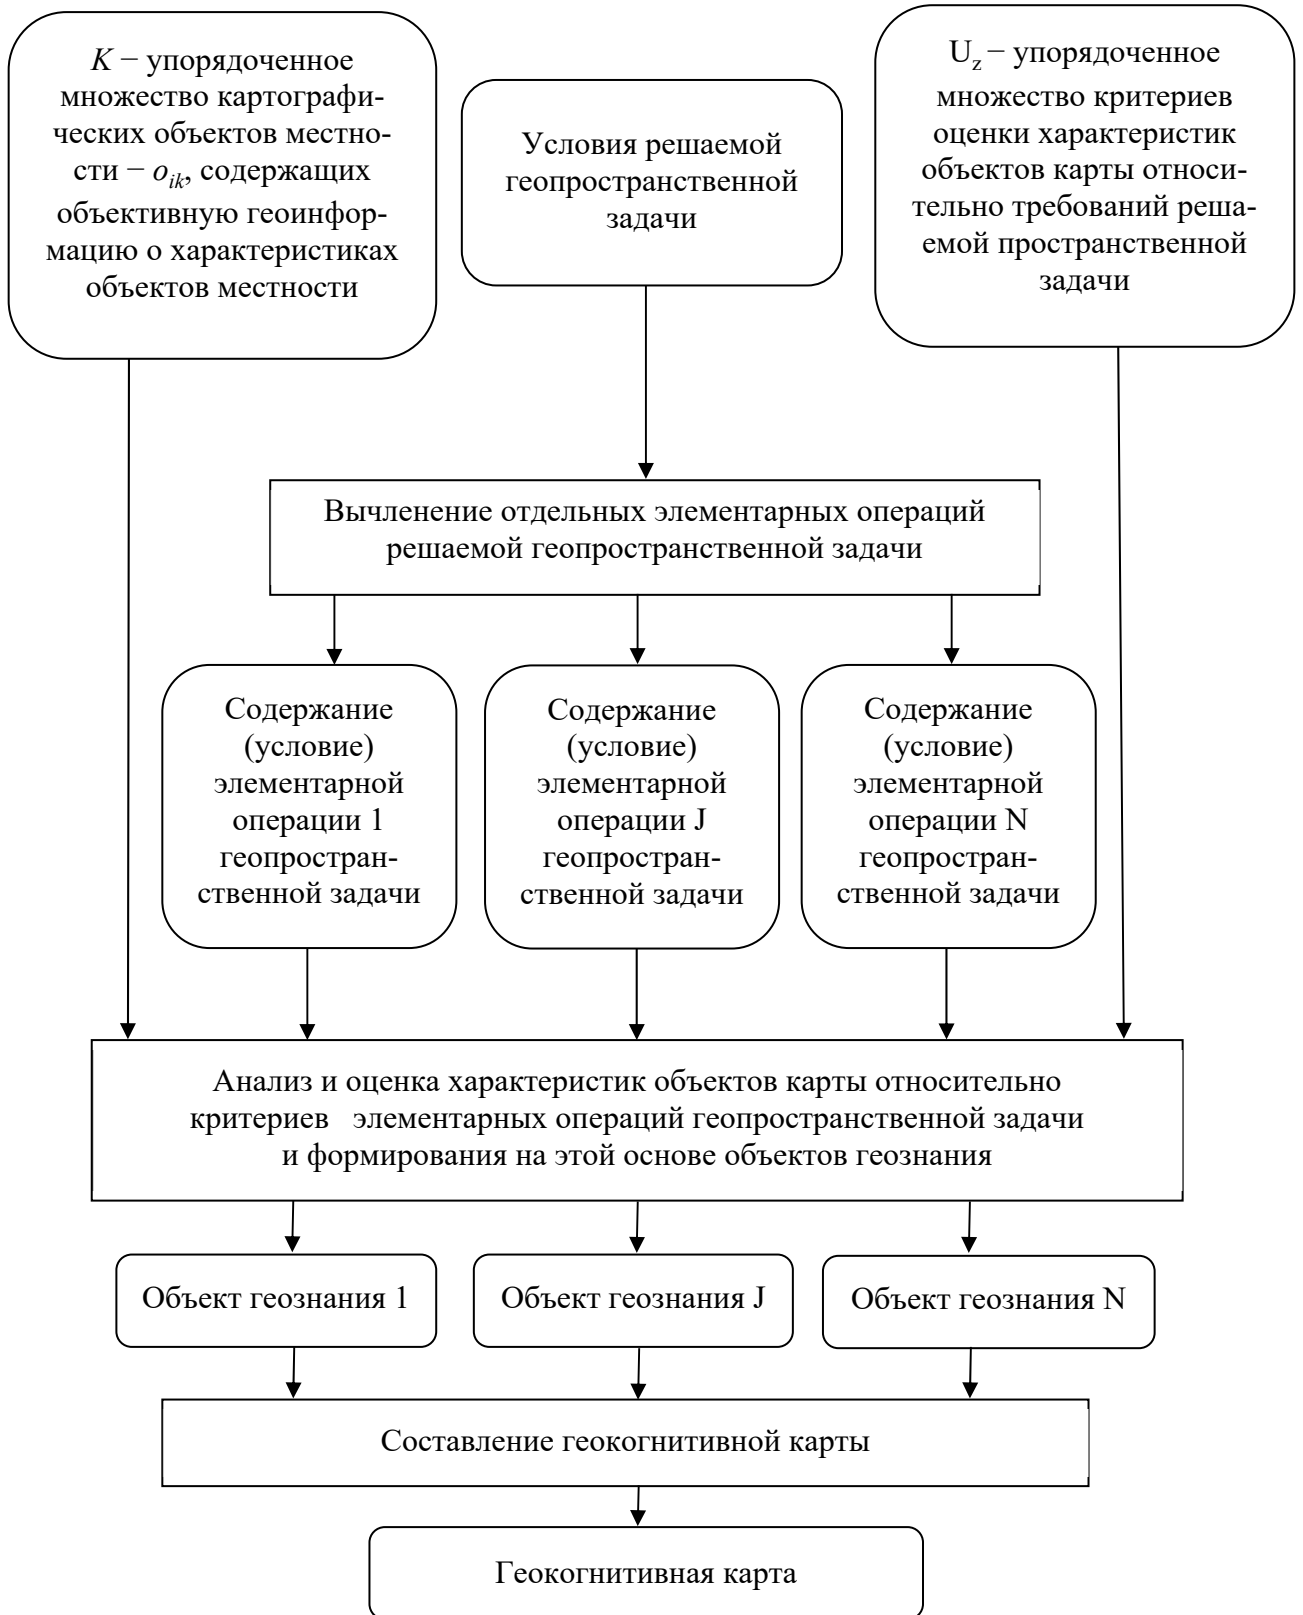 K − упорядоченное
множество картографи-
ческих объектов местно-
сти − oik, содержащих
объективную геоинфор-
мацию о характеристиках
объектов местности
Условия решаемой
геопространственной
задачи
Uz − упорядоченное
множество критериев
оценки характеристик
объектов карты относи-
тельно требований реша-
емой пространственной
задачи
Вычленение отдельных элементарных операций
решаемой геопространственной задачи
Содержание
(условие)
элементарной
операции 1
геопростран-
ственной задачи
Содержание
(условие)
элементарной
операции J
геопростран-
ственной задачи
Содержание
(условие)
элементарной
операции N
геопростран-
ственной задачи
Анализ и оценка характеристик объектов карты относительно
критериев элементарных операций геопространственной задачи
и формирования на этой основе объектов геознания
Объект геознания 1
Объект геознания J
Объект геознания N
Составление геокогнитивной карты
Геокогнитивная карта